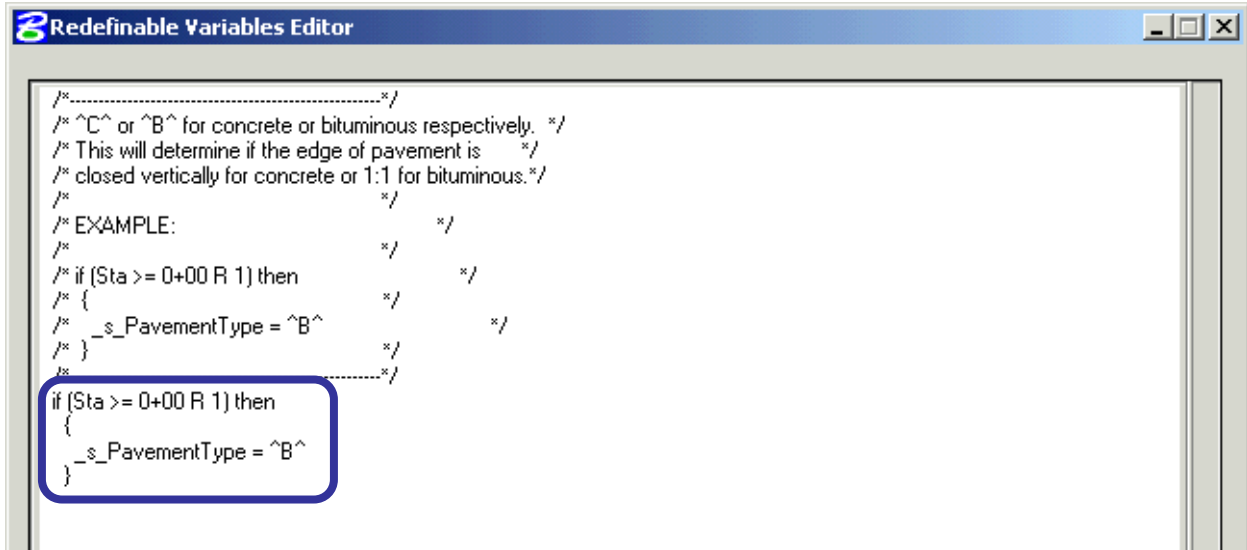 Redefinable Variables Editor
/*------------------------------------------------------*/
/* ^C^ or ^B^ for concrete or bituminous respectively. */
/* This will determine if the edge of pavement is */
/* closed vertically for concrete or 1:1 for bituminous.*/
/* */
/* EXAMPLE: */
/* */
/* if (Sta >= 0+00 R 1) then */
/* { */
/* _s_PavementType = ^B^ */
/* } */
/*------------------------------------------------------*/
if (Sta >= 0+00 R 1) then
{
_s_PavementType = ^B^
}